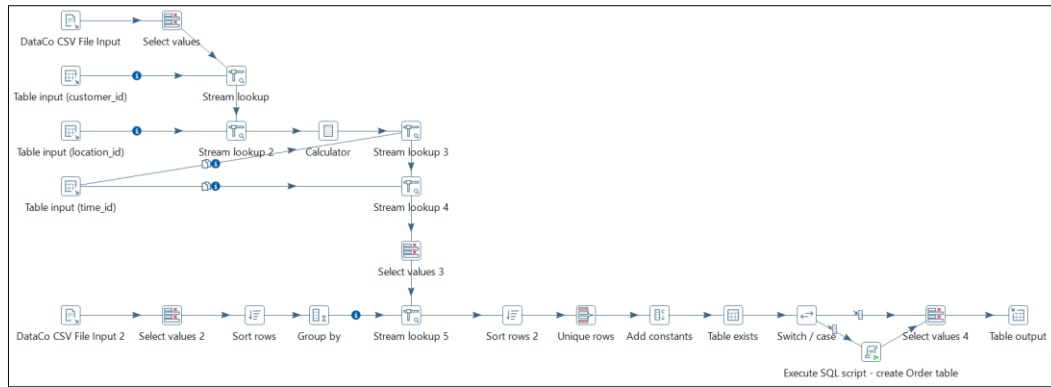 DataCo CSV File Input
Select values
Table input (customer_id)
Stream lookup
Table input (location_id)
Stream lookup 2
Calculator
Stream lookup 3
Table input (time_id)
Stream lookup 4
Select values 3
DataCo CSV File Input 2
Select values 2
Sort rows
Group by
Stream lookup 5
Sort rows 2
Unique rows
Add constants
Table exists
Switch / case
Select values 4
Table output
Execute SQL script - create Order table